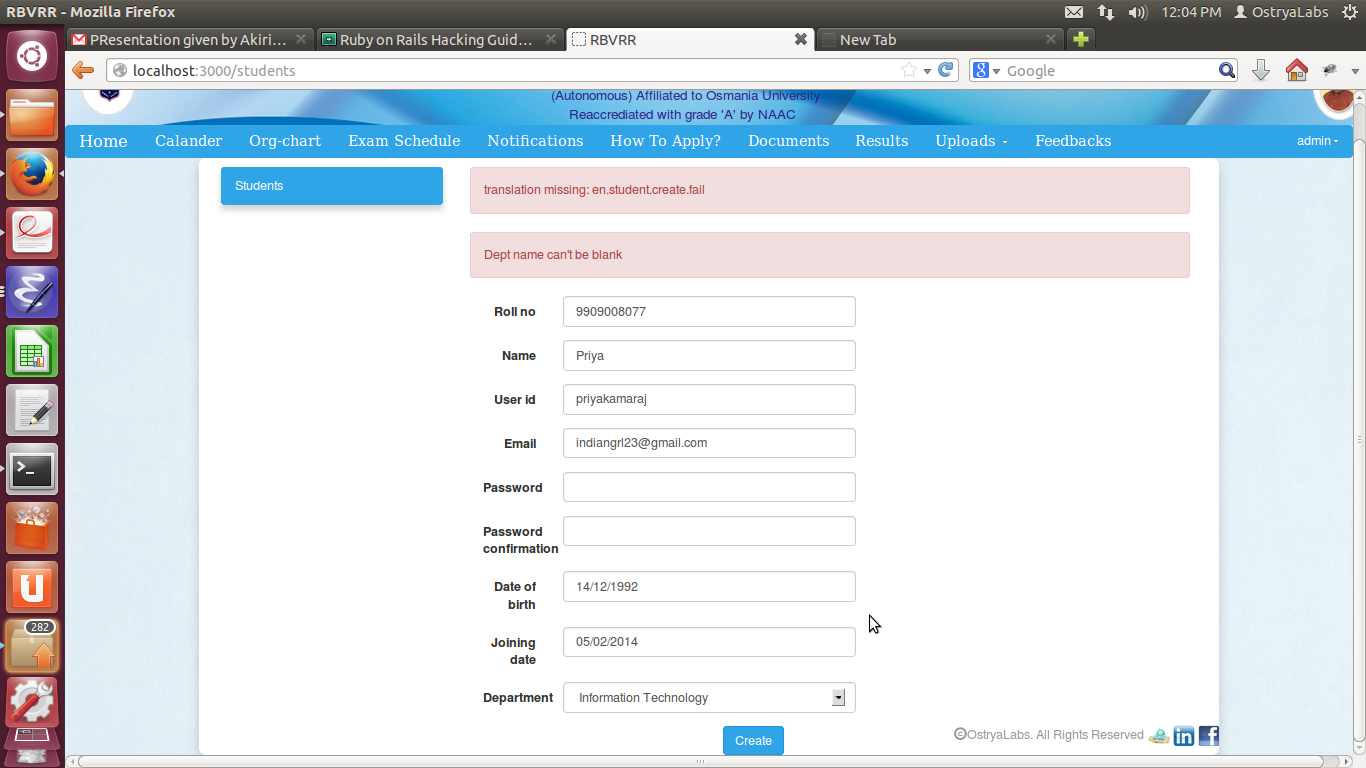 RBVRR - Mozilla Firefox
12:04 PM OstryaLabs
PResentation given by Akiri...
Ruby on Rails Hacking Guid...
RBVRR
New Tab
localhost:3000/students
Google
(Autonomous) Affiliated to Osmania University
Reaccrediated with grade 'A' by NAAC
Home Calander Org-chart Exam Schedule Notifications How To Apply? Documents Results Uploads Feedbacks admin
Students
translation missing: en.student.create.fail
Dept name can't be blank
Roll no 9909008077
Name Priya
User id priyakamaraj
Email indiangrl23@gmail.com
Password
Password
confirmation
Date of
birth
14/12/1992
Joining
date
05/02/2014
Department Information Technology
Create
©OstryaLabs. All Rights Reserved
282